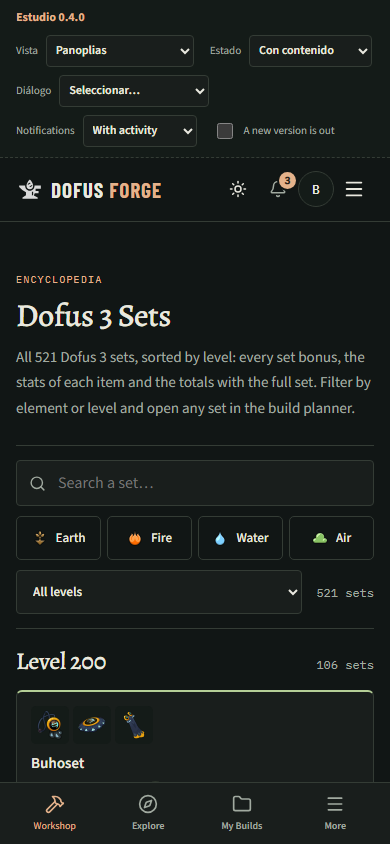 Estudio 0.4.0
Vista Panoplias Estado Con contenido
Diálogo Seleccionar...
Notifications With activity A new version is out
DOFUS FORGE 3 B
ENCYCLOPEDIA
Dofus 3 Sets
All 521 Dofus 3 sets, sorted by level: every set bonus, the
stats of each item and the totals with the full set. Filter by
element or level and open any set in the build planner.
Search a set...
Earth Fire Water Air
All levels 521 sets
Level 200 106 sets
Buhoset
Workshop Explore My Builds More